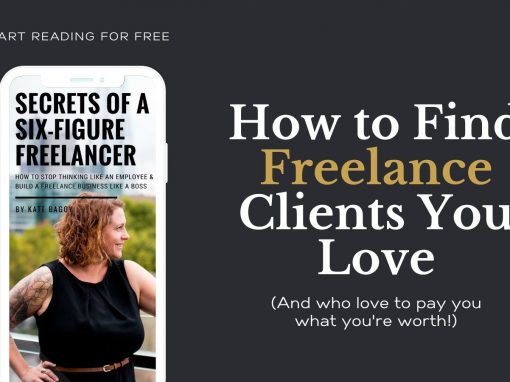 ART READING FOR FREE
SECRETS OF A
SIX-FIGURE
FREELANCER
HOW TO STOP THINKING LIKE AN EMPLOYEE &
BUILD A FREELANCE BUSINESS LIKE A BOSS
BY KATE BAGOY
How to Find
Freelance
Clients You
Love
(And who love to pay you
what you're worth!)